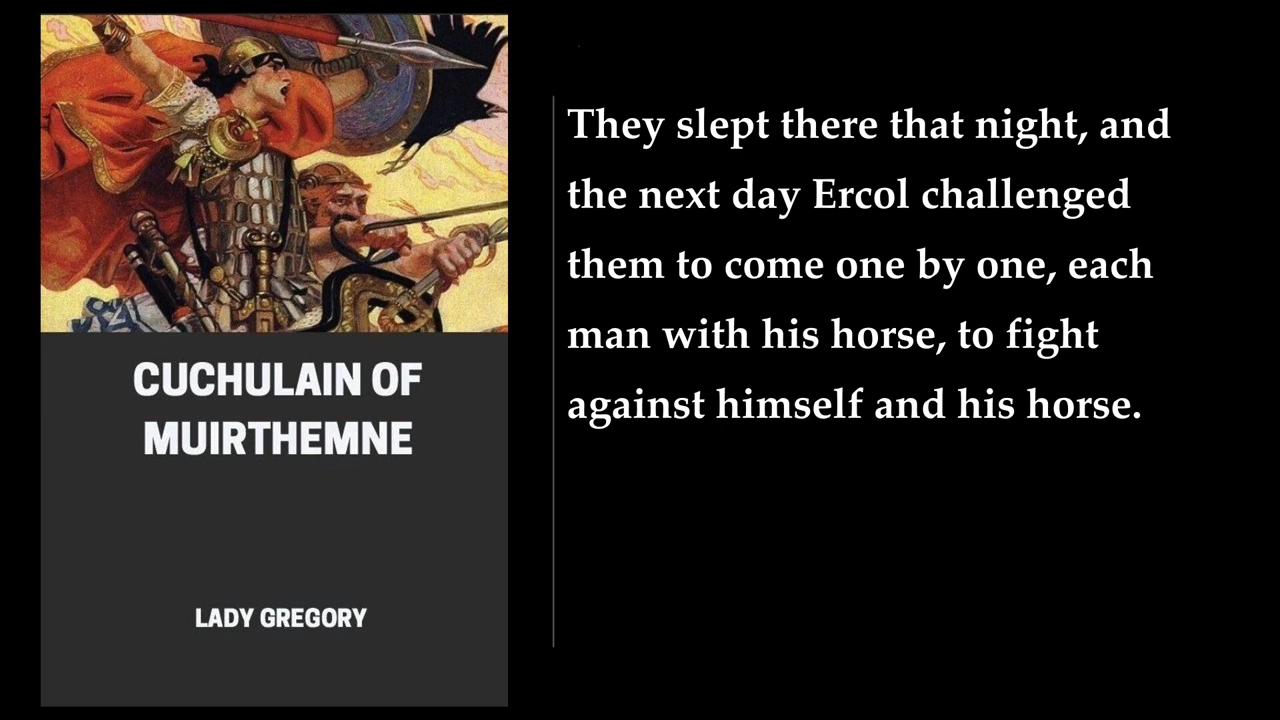 CUCHULAIN OF
MUIRTHEMNE
LADY GREGORY
They slept there that night, and
the next day Ercol challenged
them to come one by one, each
man with his horse, to fight
against himself and his horse.